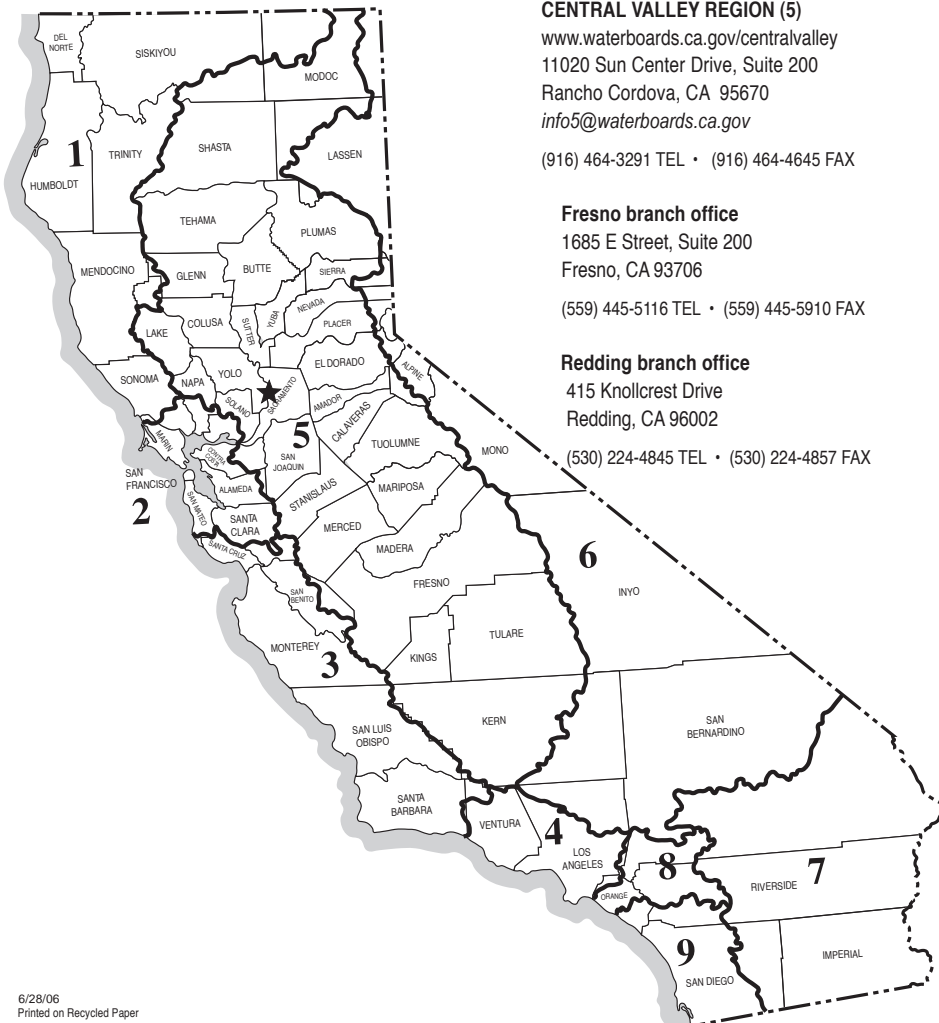 CENTRAL VALLEY REGION (5)
www.waterboards.ca.gov/centralvalley
11020 Sun Center Drive, Suite 200
Rancho Cordova, CA 95670
info5@waterboards.ca.gov
(916) 464-3291 TEL • (916) 464-4645 FAX
Fresno branch office
1685 E Street, Suite 200
Fresno, CA 93706
(559) 445-5116 TEL • (559) 445-5910 FAX
Redding branch office
415 Knollcrest Drive
Redding, CA 96002
(530) 224-4845 TEL • (530) 224-4857 FAX
DEL
NORTE
SISKIYOU
MODOC
1
TRINITY
SHASTA
LASSEN
HUMBOLDT
TEHAMA
PLUMAS
MENDOCINO
GLENN
BUTTE
SIERRA
LAKE
COLUSA
SUTTER
YUBA
NEVADA
PLACER
SONOMA
NAPA
YOLO
EL DORADO
ALPINE
SOLANO
SACRAMENTO
AMADOR
5
CALAVERAS
TUOLUMNE
MONO
MARIN
CONTRA
COSTA
SAN
JOAQUIN
SAN
FRANCISCO
2
ALAMEDA
STANISLAUS
MARIPOSA
SAN MATEO
SANTA
CLARA
MERCED
SANTA CRUZ
MADERA
6
FRESNO
INYO
SAN
BENITO
MONTEREY
3
KINGS
TULARE
SAN LUIS
OBISPO
KERN
SAN
BERNARDINO
SANTA
BARBARA
VENTURA
4
LOS
ANGELES
8
7
ORANGE
RIVERSIDE
9
SAN DIEGO
IMPERIAL
6/28/06
Printed on Recycled Paper